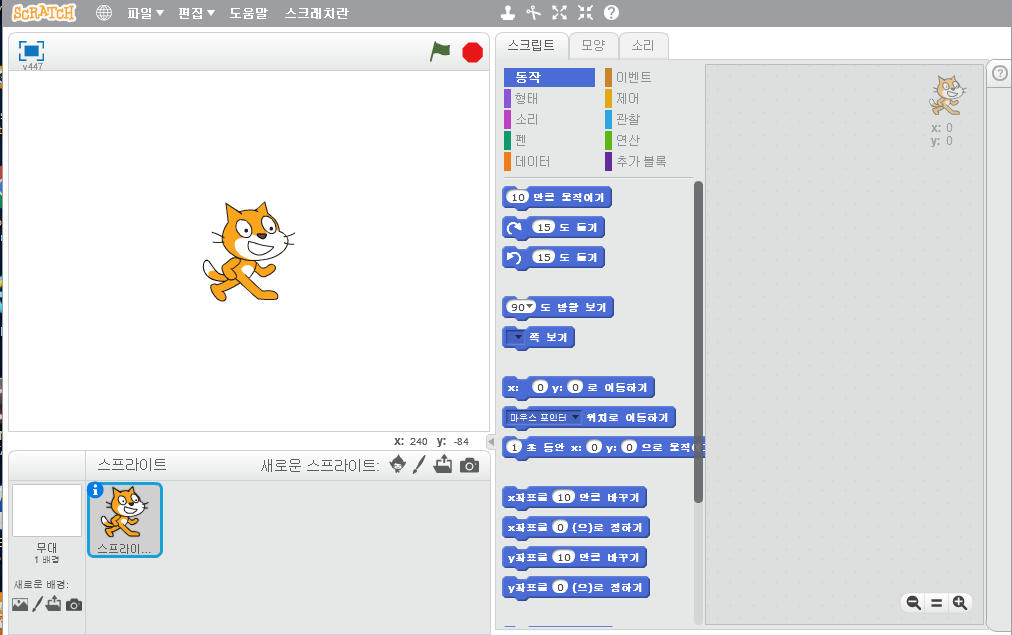 SCRATCH 파일 편집 도움말 스크래치란
v447
스크립트 모양 소리
동작 이벤트
형태 제어
소리 관찰
펜 연산
데이터 추가 블록
10 만큼 움직이기
15 도 돌기
15 도 돌기
90 도 방향 보기
쪽 보기
x: 0 y: 0 로 이동하기
마우스 포인터 위치로 이동하기
1 초 동안 x: 0 y: 0 으로 움직이
x좌표를 10 만큼 바꾸기
x좌표를 0 (으)로 정하기
y좌표를 10 만큼 바꾸기
y좌표를 0 (으)로 정하기
x: 0
y: 0
x: 240 y: -84
스프라이트 새로운 스프라이트:
스프라이...
무대
1 배경
새로운 배경: